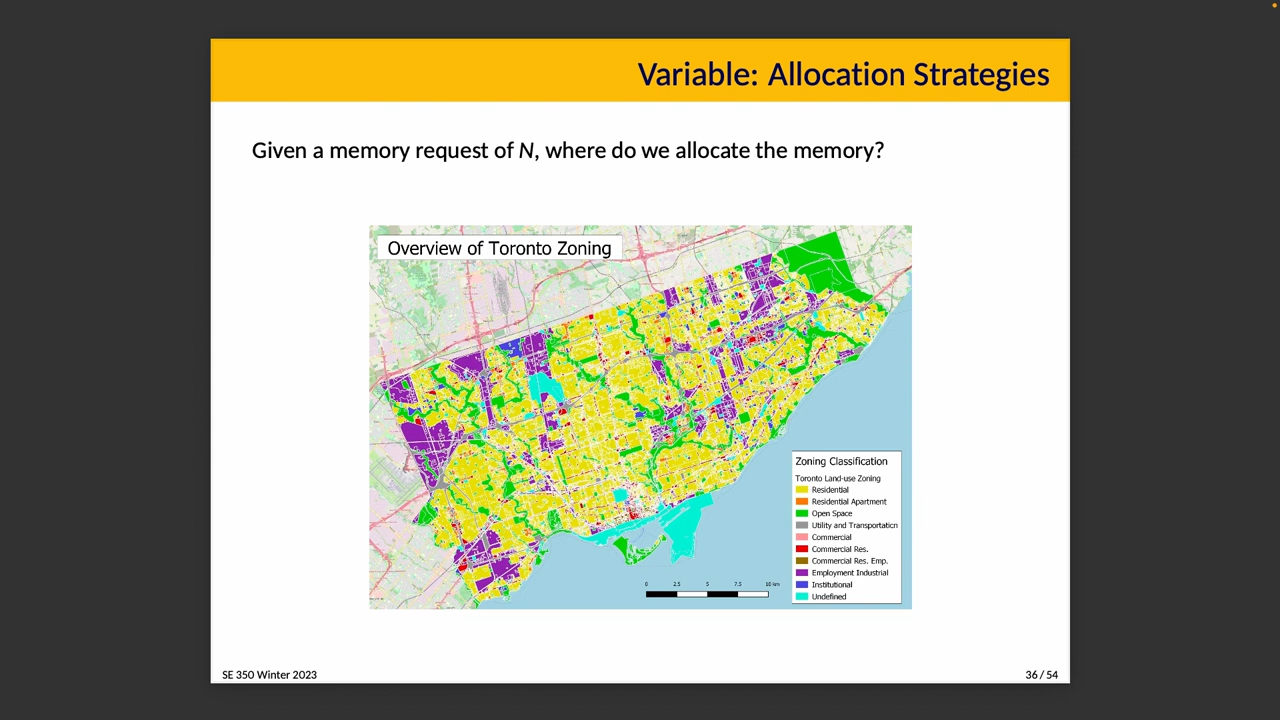 Variable: Allocation Strategies
Given a memory request of N, where do we allocate the memory?
Overview of Toronto Zoning
Zoning Classification
Toronto Land-use Zoning
Residential
Residential Apartment
Open Space
Utility and Transportation
Commercial
Commercial Res.
Commercial Res. Emp.
Employment Industrial
Institutional
Undefined
0 2.5 5 7.5 10 km
SE 350 Winter 2023
36 / 54